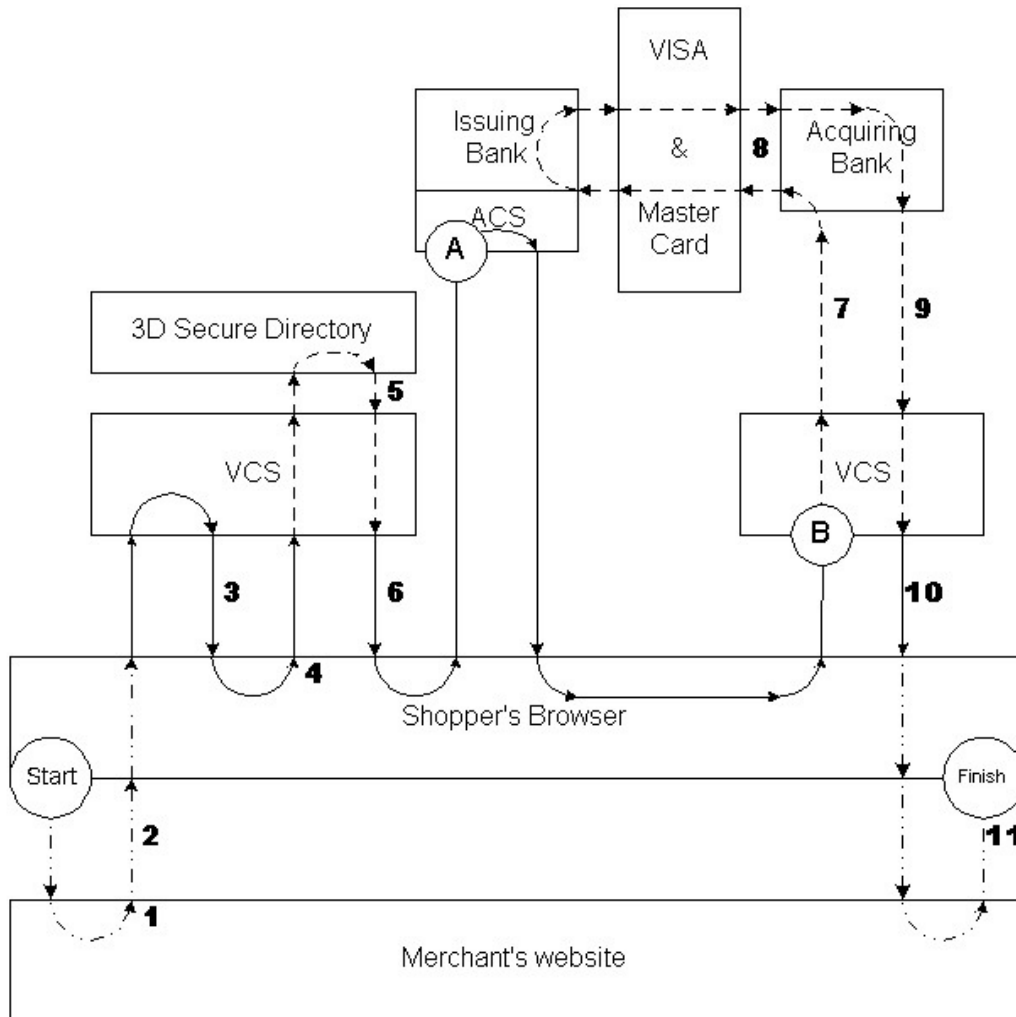 VISA
Issuing
Bank
&
8
Acquiring
Bank
ACS
Master
Card
A
3D Secure Directory
7
9
5
VCS
VCS
B
3
6
10
4
Shopper's Browser
Start
Finish
2
11
1
Merchant's website